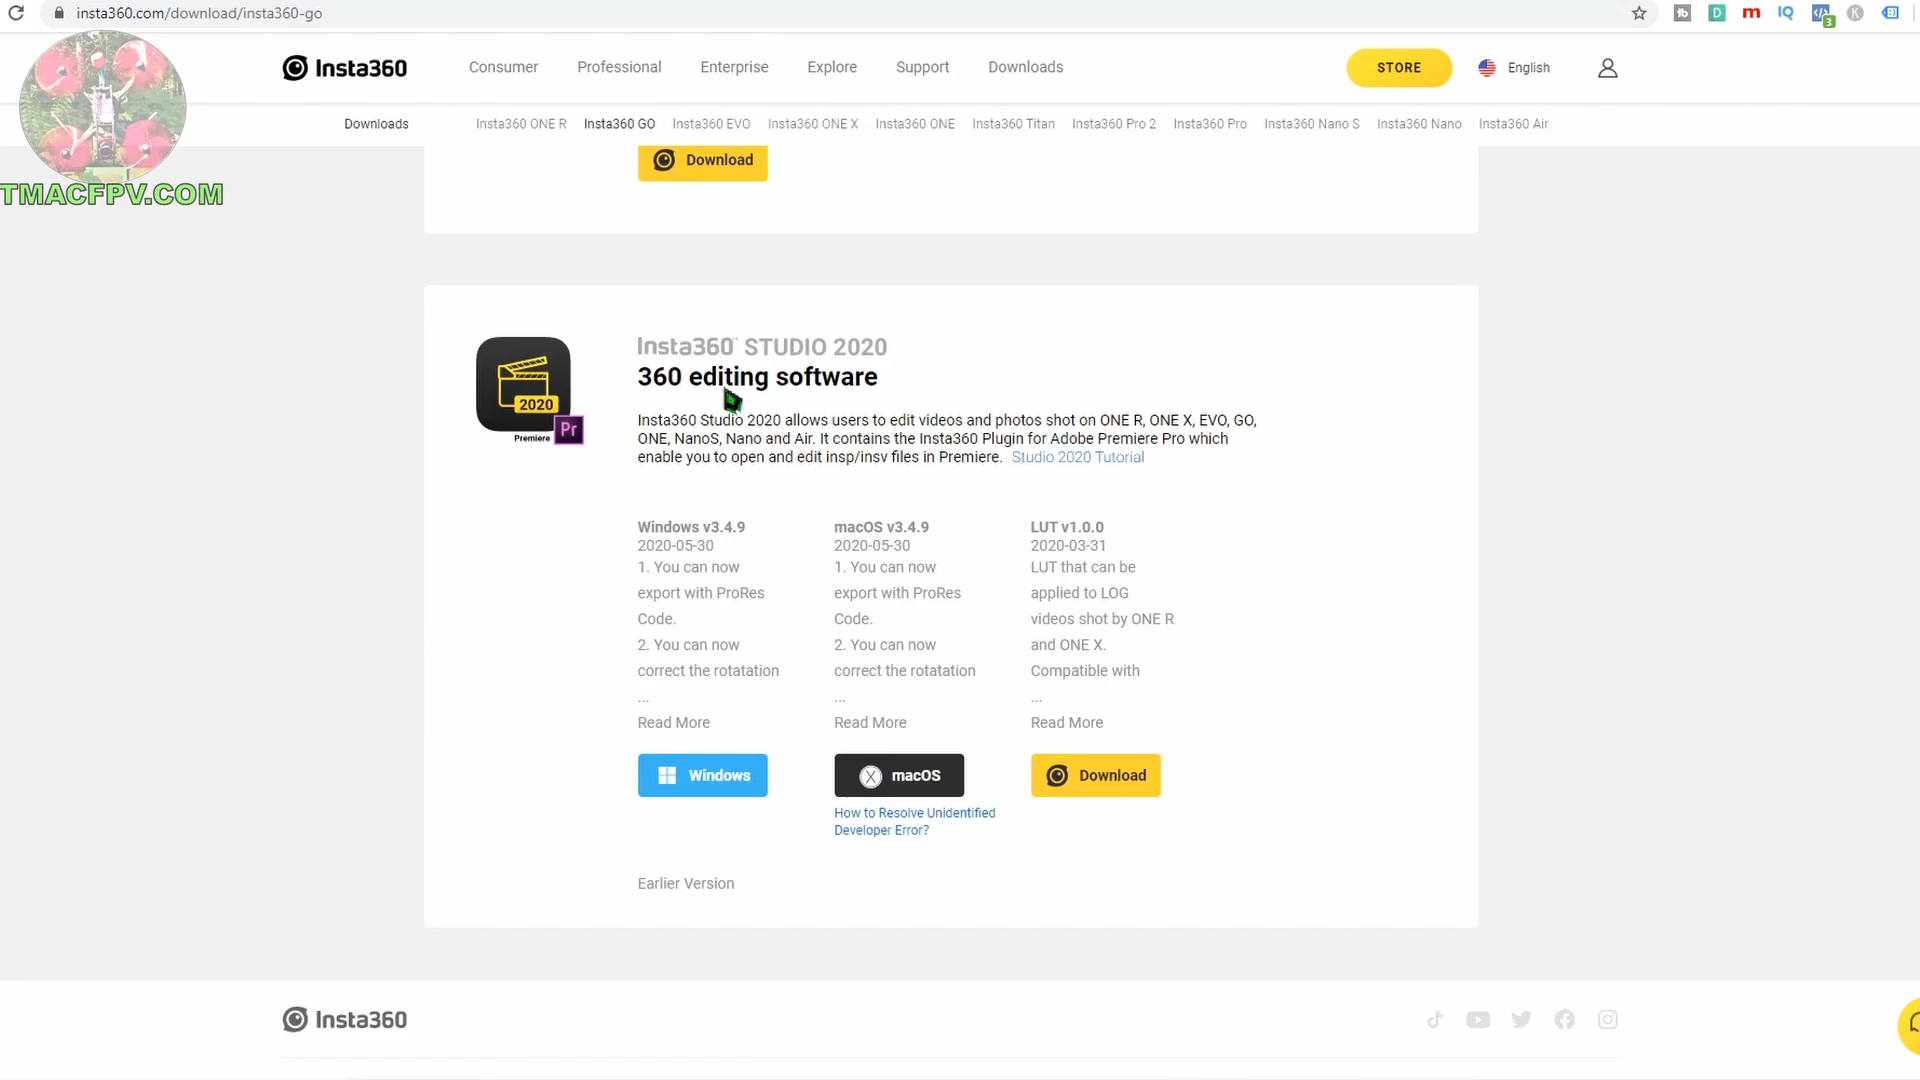 insta360.com/download/insta360-go
Insta360
Consumer
Professional
Enterprise
Explore
Support
Downloads
STORE
English
Downloads
Insta360 ONE R
Insta360 GO
Insta360 EVO
Insta360 ONE X
Insta360 ONE
Insta360 Titan
Insta360 Pro 2
Insta360 Pro
Insta360 Nano S
Insta360 Nano
Insta360 Air
TMACFPV.COM
Download
2020
Premiere
Pr
Insta360 STUDIO 2020
360 editing software
Insta360 Studio 2020 allows users to edit videos and photos shot on ONE R, ONE X, EVO, GO,
ONE, NanoS, Nano and Air. It contains the Insta360 Plugin for Adobe Premiere Pro which
enable you to open and edit insp/insv files in Premiere. Studio 2020 Tutorial
Windows v3.4.9
2020-05-30
1. You can now
export with ProRes
Code.
2. You can now
correct the rotatation
...
Read More
Windows
macOS v3.4.9
2020-05-30
1. You can now
export with ProRes
Code.
2. You can now
correct the rotatation
...
Read More
macOS
How to Resolve Unidentified
Developer Error?
LUT v1.0.0
2020-03-31
LUT that can be
applied to LOG
videos shot by ONE R
and ONE X.
Compatible with
...
Read More
Download
Earlier Version
Insta360